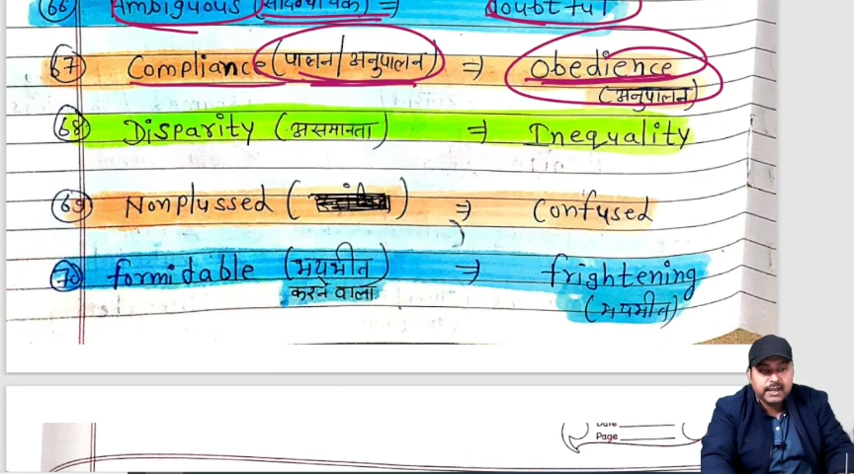 66 Ambiguous ⇒ doubtful
67 Compliance (पालन/अनुपालन) ⇒ Obedience
(अनुपालन)
68 Disparity (असमानता) ⇒ Inequality
69 Nonplussed ( ) ⇒ Confused
70 formidable (भयभीत ⇒ frightening
करने वाला) (भयभीत)
Date
Page